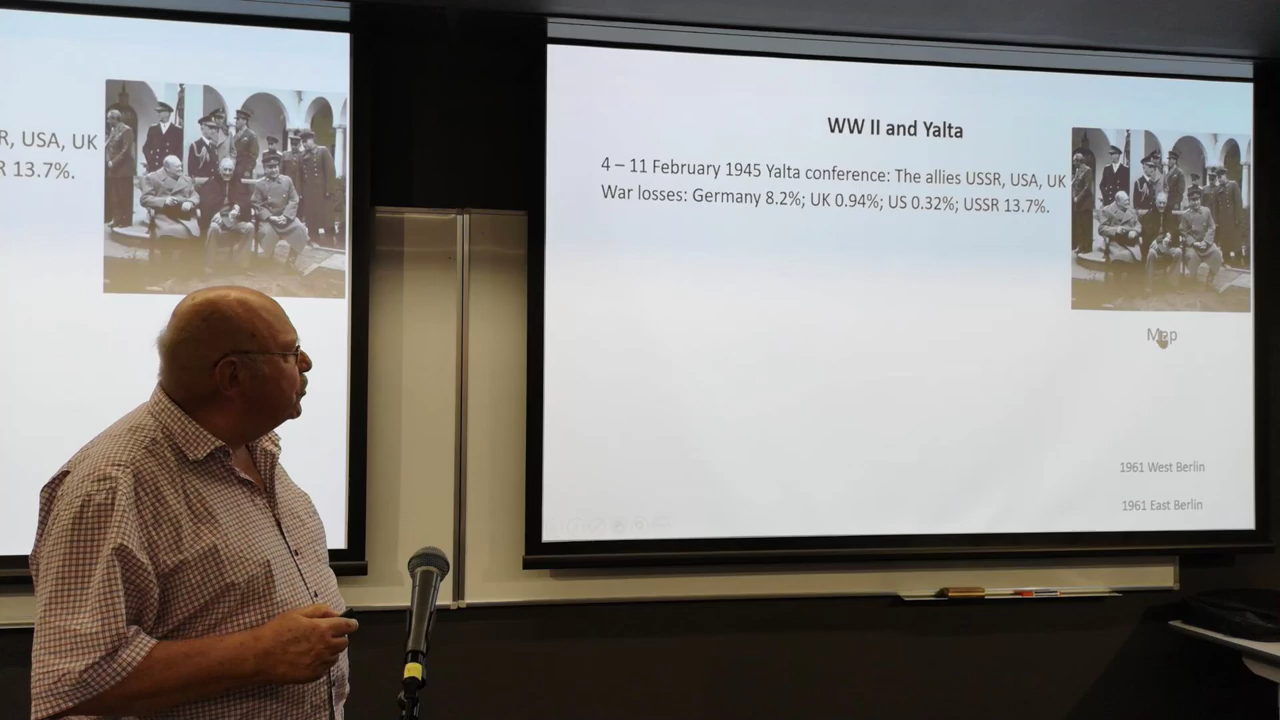 R, USA, UK
R 13.7%.
WW II and Yalta
4 – 11 February 1945 Yalta conference: The allies USSR, USA, UK
War losses: Germany 8.2%; UK 0.94%; US 0.32%; USSR 13.7%.
Map
1961 West Berlin
1961 East Berlin